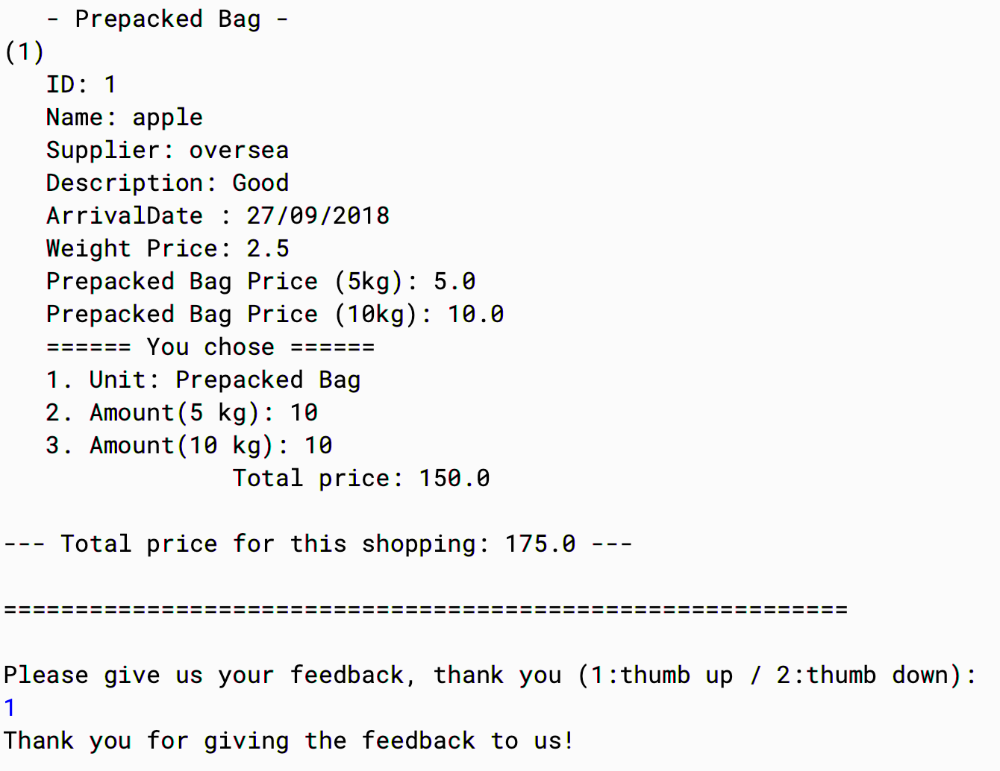 - Prepacked Bag -
(1)
ID: 1
Name: apple
Supplier: oversea
Description: Good
ArrivalDate : 27/09/2018
Weight Price: 2.5
Prepacked Bag Price (5kg): 5.0
Prepacked Bag Price (10kg): 10.0
====== You chose ======
1. Unit: Prepacked Bag
2. Amount(5 kg): 10
3. Amount(10 kg): 10
Total price: 150.0
--- Total price for this shopping: 175.0 ---
===========================================================
Please give us your feedback, thank you (1:thumb up / 2:thumb down):
1
Thank you for giving the feedback to us!